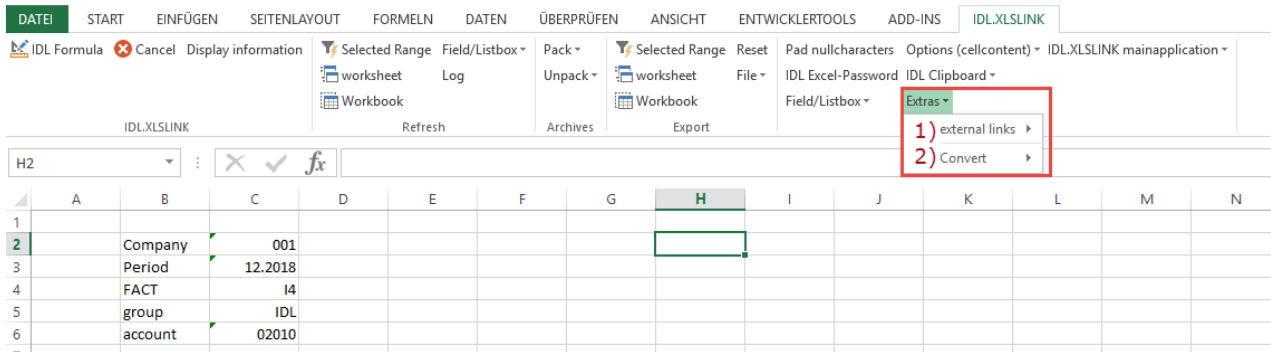 DATEI START EINFÜGEN SEITENLAYOUT FORMELN DATEN ÜBERPRÜFEN ANSICHT ENTWICKLERTOOLS ADD-INS IDL.XLSLINK
IDL Formula Cancel Display information Selected Range Field/Listbox Pack Selected Range Reset Pad nullcharacters Options (cellcontent) IDL.XLSLINK mainapplication
worksheet Log Unpack worksheet File IDL Excel-Password IDL Clipboard
Workbook Workbook Field/Listbox Extras
IDL.XLSLINK Refresh Archives Export
1) external links
2) Convert
H2 fx
A B C D E F G H I J K L M N
1
2 Company 001
3 Period 12.2018
4 FACT I4
5 group IDL
6 account 02010